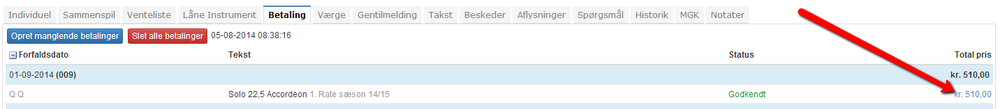 Individuel Sammenspil Venteliste Låne Instrument Betaling Værge Gentilmelding Takst Beskeder Aflysninger Spørgsmål Historik MGK Notater
Opret manglende betalinger Slet alle betalinger 05-08-2014 08:38:16
Forfaldsdato Tekst Status Total pris
01-09-2014 (009) kr. 510,00
Q Q Solo 22,5 Accordeon 1. Rate sæson 14/15 Godkendt kr. 510,00